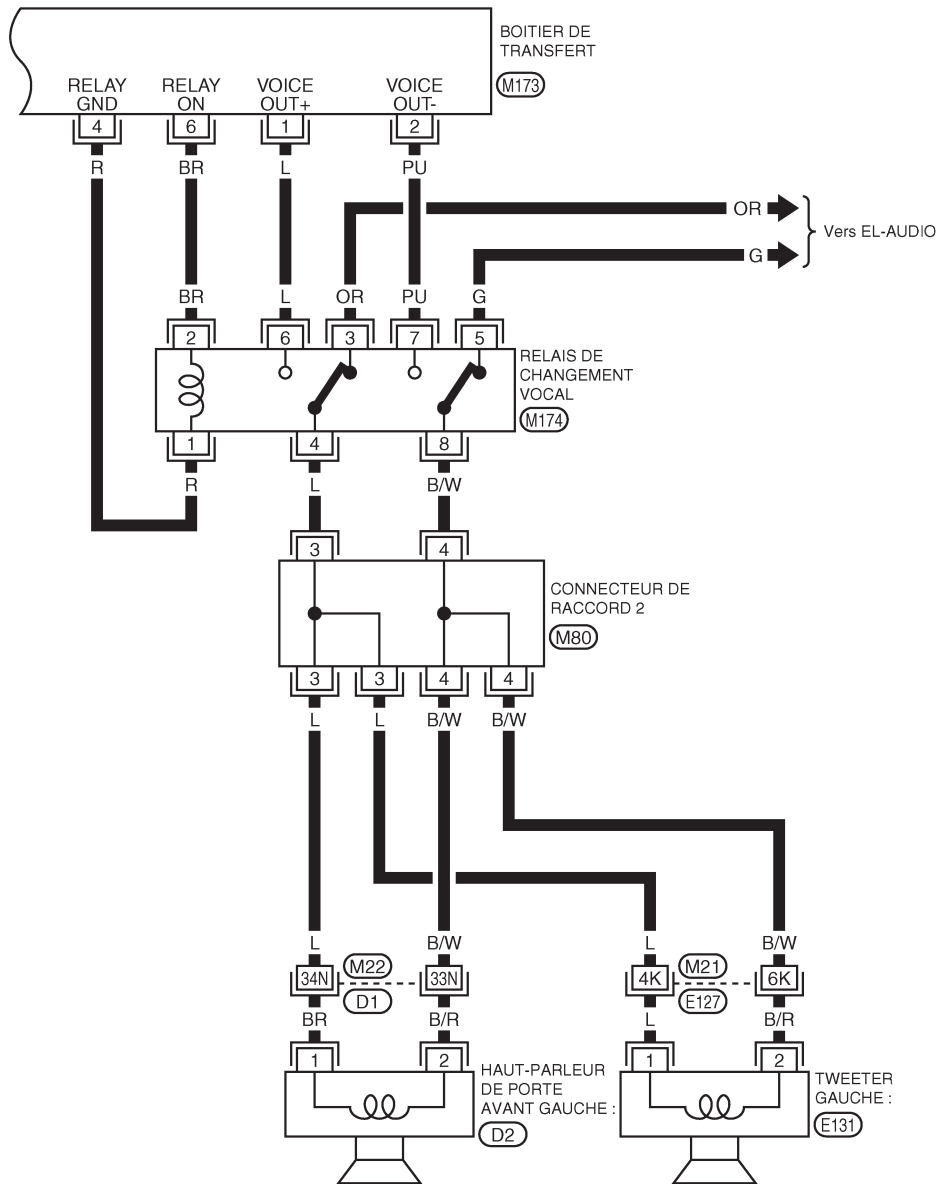 BOITIER DE
TRANSFERT
M173
RELAY
GND
RELAY
ON
VOICE
OUT+
VOICE
OUT-
4
6
1
2
R
BR
L
PU
OR
G
Vers EL-AUDIO
BR
L
OR
PU
G
2
6
3
7
5
RELAIS DE
CHANGEMENT
VOCAL
M174
1
4
8
R
L
B/W
3
4
CONNECTEUR DE
RACCORD 2
M80
3
3
4
4
L
L
B/W
B/W
L
B/W
L
B/W
34N
M22
33N
4K
M21
6K
D1
E127
BR
B/R
L
B/R
1
2
1
2
HAUT-PARLEUR
DE PORTE
AVANT GAUCHE :
D2
TWEETER
GAUCHE :
E131